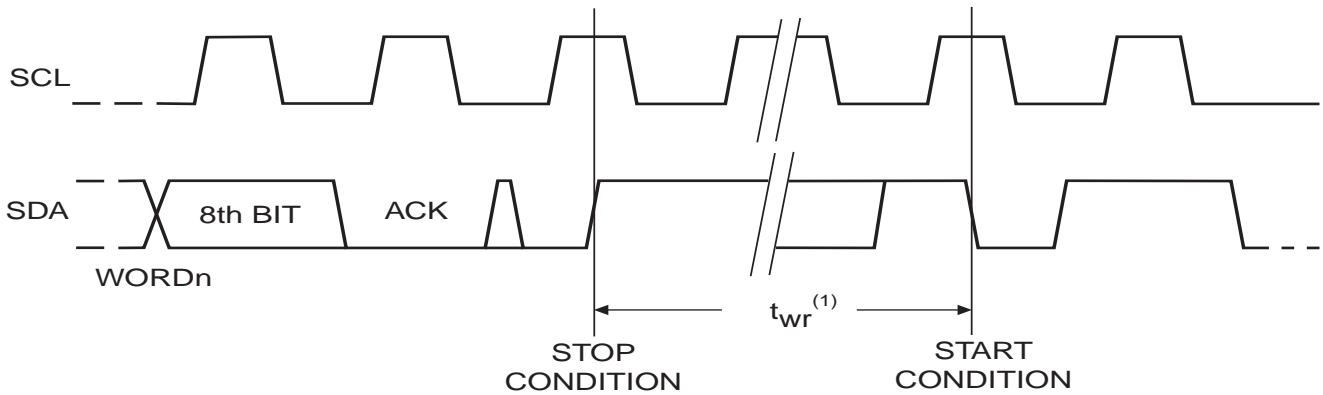 SCL
SDA
8th BIT
ACK
WORDn
twr(1)
STOP
CONDITION
START
CONDITION